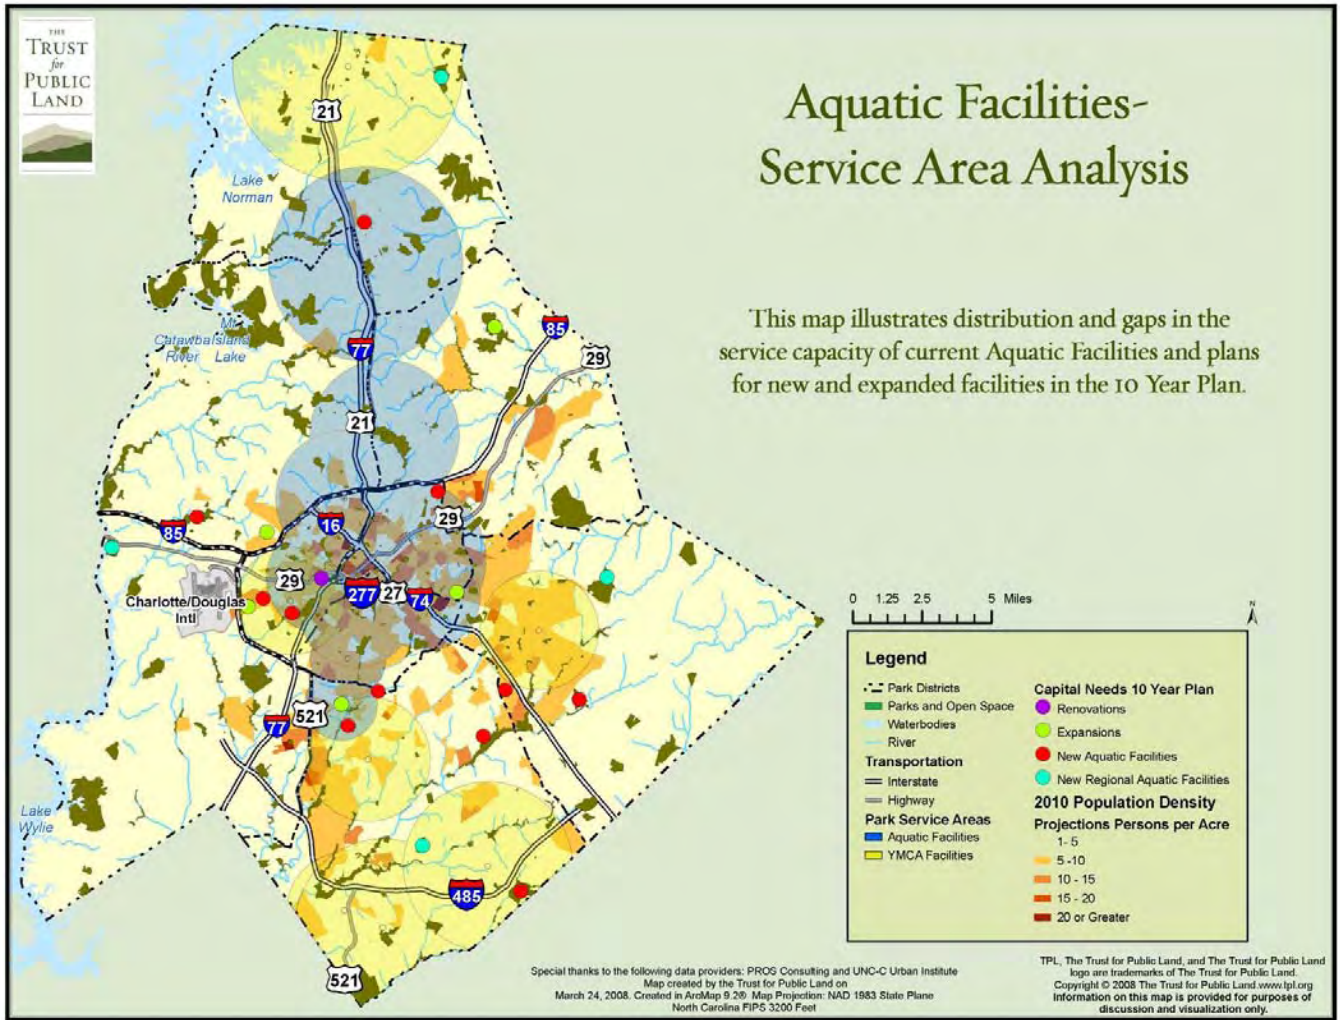 THE
TRUST
for
PUBLIC
LAND
Aquatic Facilities-
Service Area Analysis
This map illustrates distribution and gaps in the
service capacity of current Aquatic Facilities and plans
for new and expanded facilities in the 10 Year Plan.
21
Lake
Norman
Catawba
River
Island
Lake
77
85
29
21
85
16
29
29
277
27
74
Charlotte/Douglas
Intl
521
77
Lake
Wylie
485
521
0 1.25 2.5 5 Miles
N
Legend
Park Districts
Parks and Open Space
Waterbodies
River
Transportation
Interstate
Highway
Park Service Areas
Aquatic Facilities
YMCA Facilities
Capital Needs 10 Year Plan
Renovations
Expansions
New Aquatic Facilities
New Regional Aquatic Facilities
2010 Population Density
Projections Persons per Acre
1- 5
5 -10
10 - 15
15 - 20
20 or Greater
Special thanks to the following data providers: PROS Consulting and UNC-C Urban Institute
Map created by the Trust for Public Land on
March 24, 2008. Created in ArcMap 9.2® Map Projection: NAD 1983 State Plane
North Carolina FIPS 3200 Feet
TPL, The Trust for Public Land, and The Trust for Public Land
logo are trademarks of The Trust for Public Land.
Copyright © 2008 The Trust for Public Land.www.tpl.org
Information on this map is provided for purposes of
discussion and visualization only.